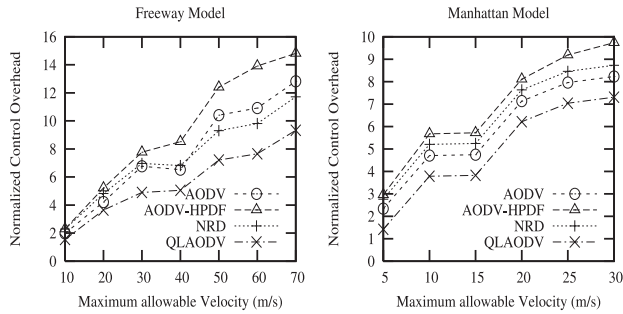 Freeway Model
Normalized Control Overhead
16
14
12
10
8
6
4
2
0
AODV
AODV-HPDF
NRD
QLAODV
10 20 30 40 50 60 70
Maximum allowable Velocity (m/s)
Manhattan Model
Normalized Control Overhead
10
9
8
7
6
5
4
3
2
1
0
AODV
AODV-HPDF
NRD
QLAODV
5 10 15 20 25 30
Maximum allowable Velocity (m/s)